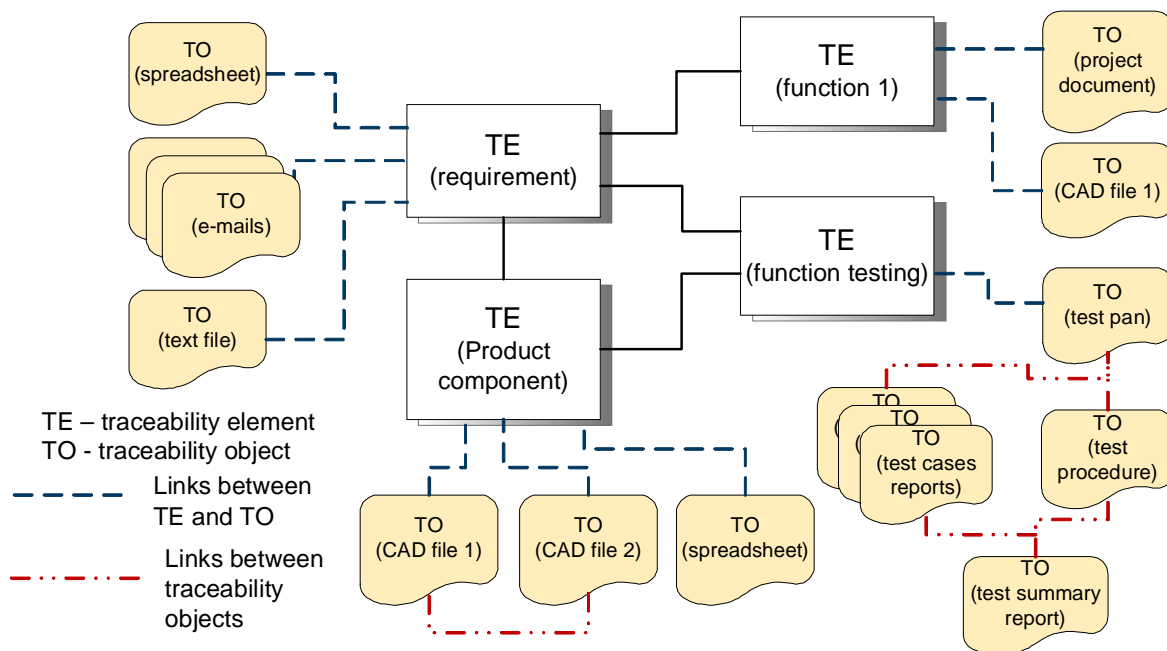 TO
(spreadsheet)
TO
(e-mails)
TO
(text file)
TE
(requirement)
TE
(function 1)
TO
(project
document)
TO
(CAD file 1)
TE
(function testing)
TO
(test pan)
TE
(Product
component)
TE – traceability element
TO - traceability object
Links between
TE and TO
Links between
traceability
objects
TO
(CAD file 1)
TO
(CAD file 2)
TO
(spreadsheet)
TO
(
TO
(
TO
(test cases
reports)
TO
(test
procedure)
TO
(test summary
report)